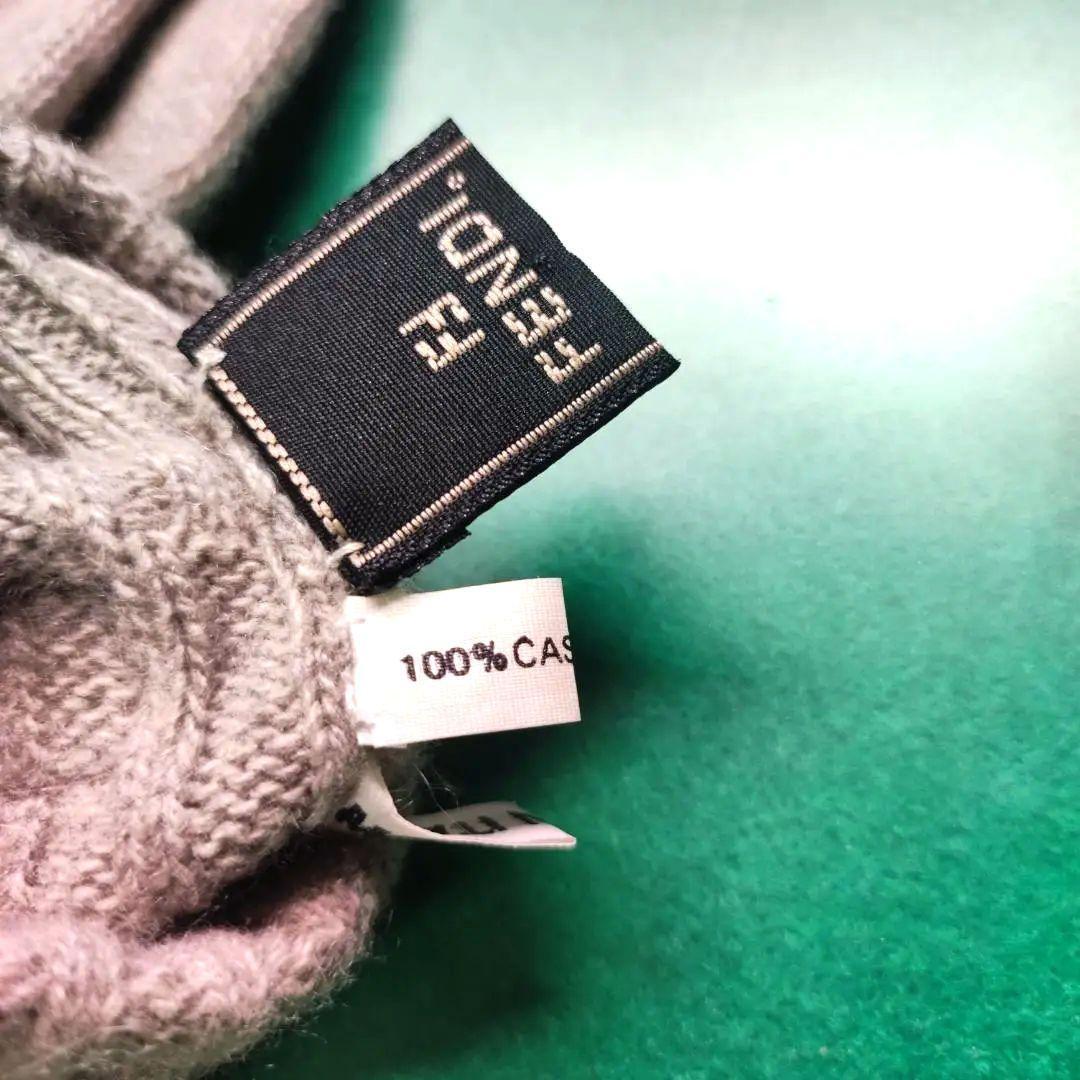 FENDI.
FF
100% CAS